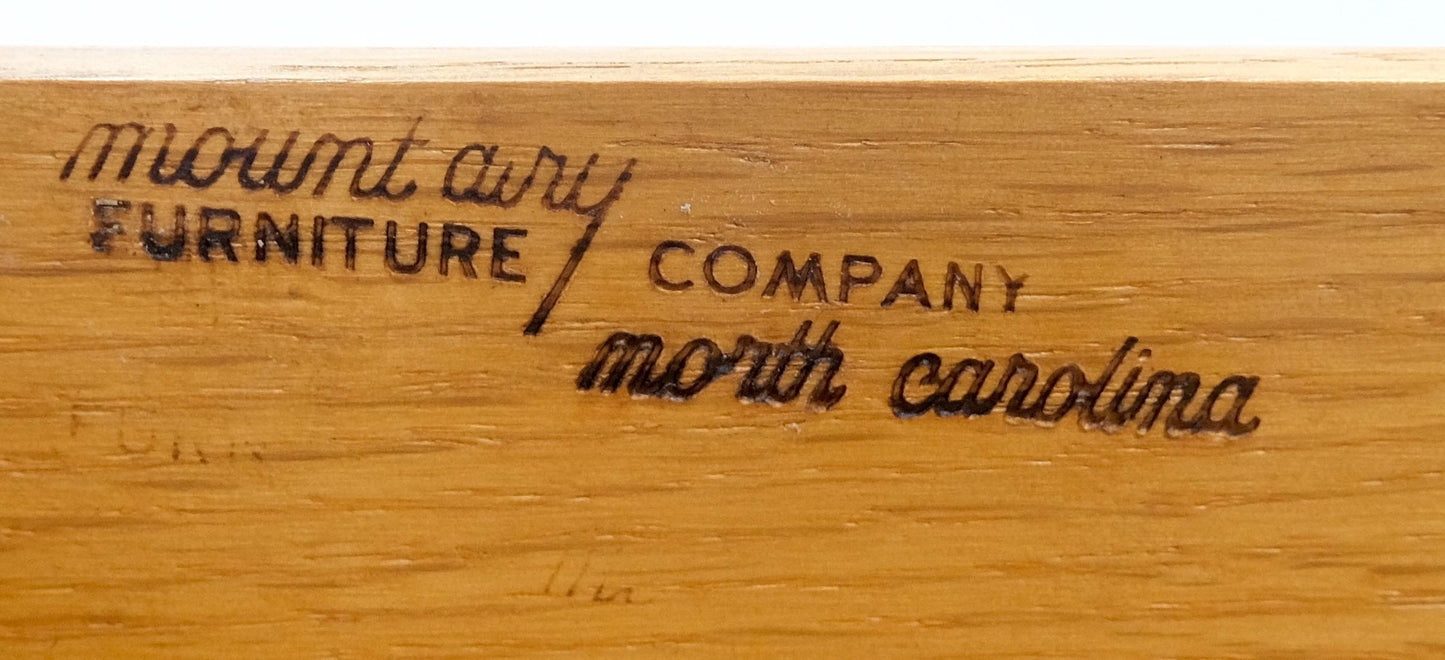 mount airy
FURNITURE COMPANY
north carolina